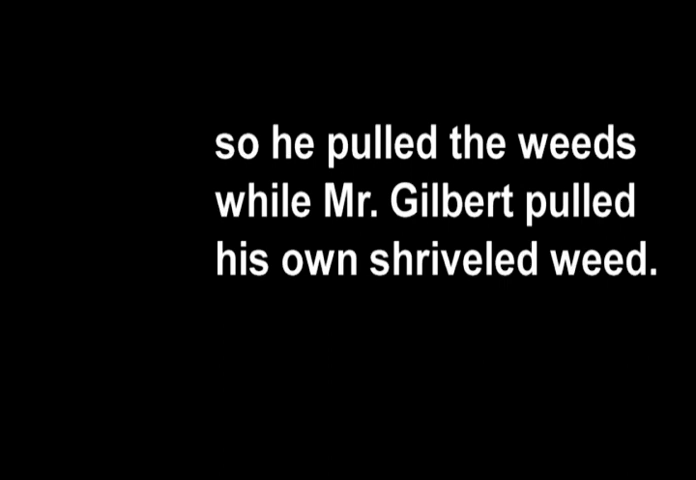 so he pulled the weeds
while Mr. Gilbert pulled
his own shriveled weed.